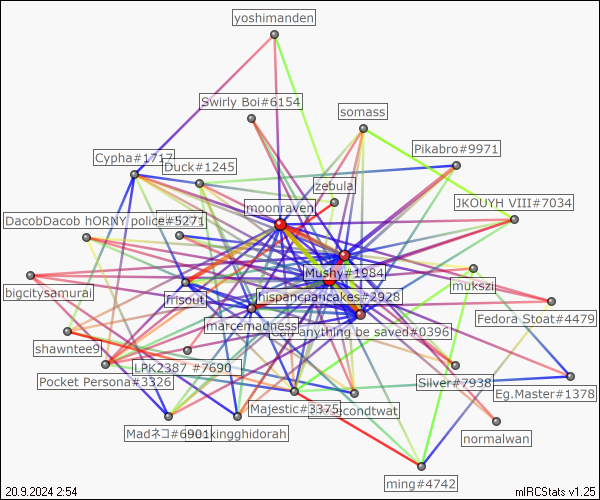 yoshimanden
Swirly Boi#6154
somass
Pikabro#9971
Cypha#1717
Duck#1245
zebula
JKOUYH VIII#7034
moonraven
DacobDacob hORNY police#5271
Mushy#1984
mukszi
bigcitysamurai
frisout
hispancpancakes#2928
Fedora Stoat#4479
marcemadness
Can anything be saved#0396
shawntee9
LPK2387 #7690
Pocket Persona#3326
Silver#7938
Eg.Master#1378
Majestic#3375
secondtwat
Madネコ#6901
kingghidorah
normalwan
ming#4742
20.9.2024 2:54
mIRCStats v1.25